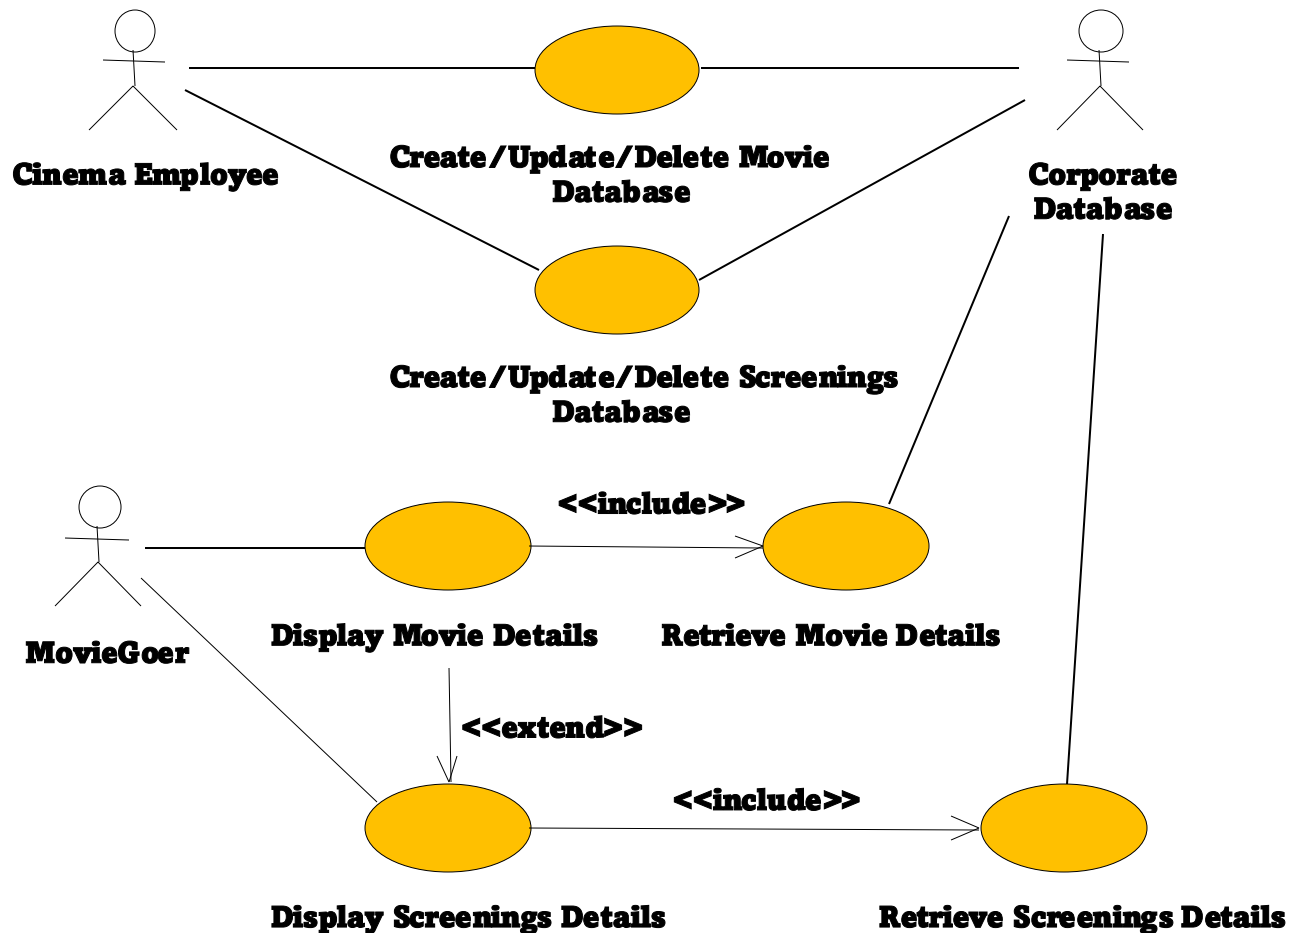 Cinema Employee
Create/Update/Delete Movie
Database
Corporate
Database
Create/Update/Delete Screenings
Database
<<include>>
MovieGoer
Display Movie Details
Retrieve Movie Details
<<extend>>
<<include>>
Display Screenings Details
Retrieve Screenings Details